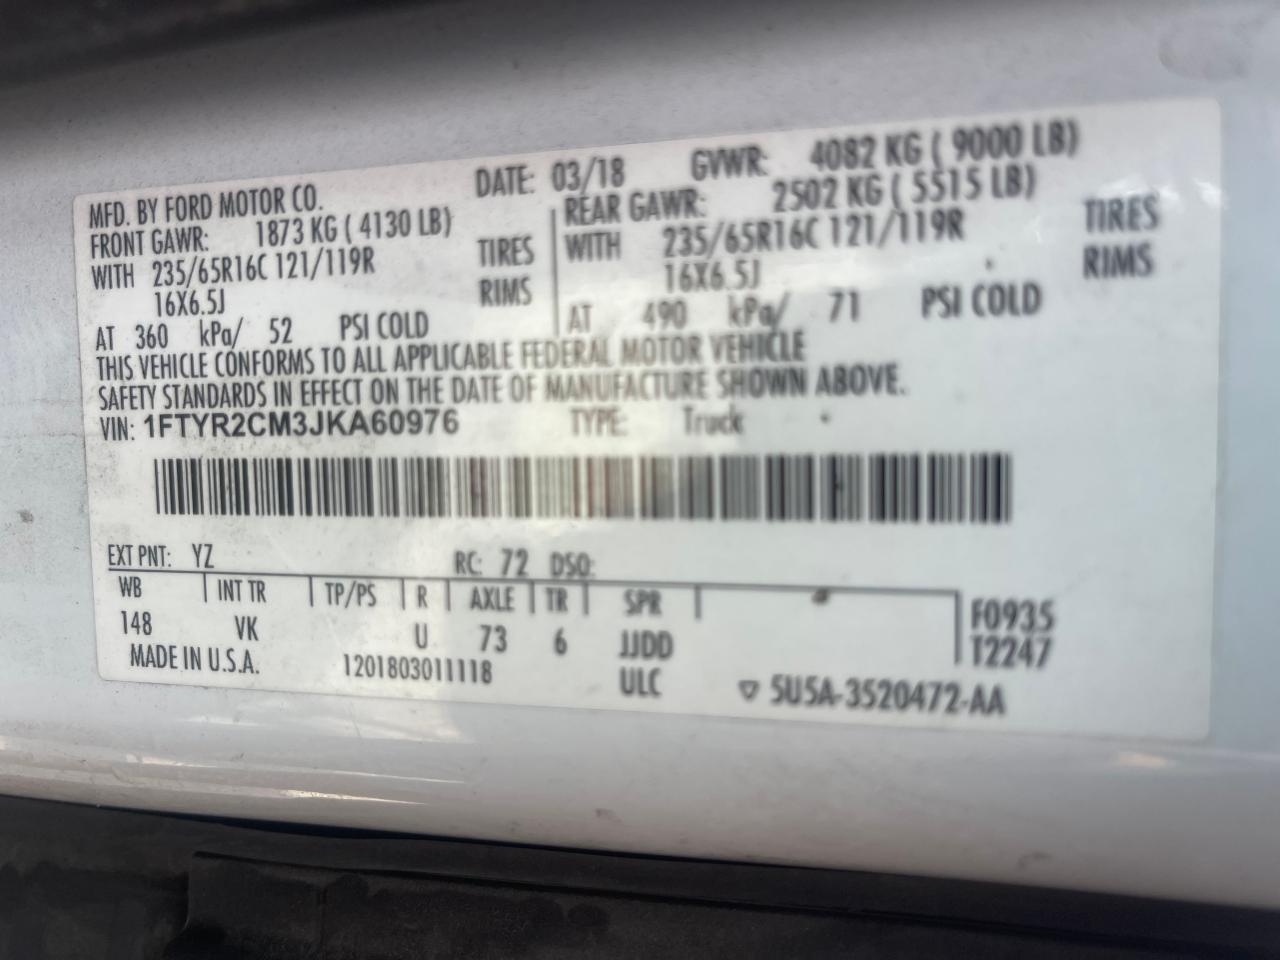 MFD. BY FORD MOTOR CO. DATE: 03/18 GVWR: 4082 KG ( 9000 LB)
FRONT GAWR: 1873 KG ( 4130 LB) REAR GAWR: 2502 KG ( 5515 LB)
WITH 235/65R16C 121/119R TIRES WITH 235/65R16C 121/119R TIRES
16X6.5J RIMS 16X6.5J RIMS
AT 360 kPa/ 52 PSI COLD AT 490 kPa/ 71 PSI COLD
THIS VEHICLE CONFORMS TO ALL APPLICABLE FEDERAL MOTOR VEHICLE
SAFETY STANDARDS IN EFFECT ON THE DATE OF MANUFACTURE SHOWN ABOVE.
VIN: 1FTYR2CM3JKA60976 TYPE: Truck
EXT PNT: YZ RC: 72 DSO:
WB INT TR TP/PS R AXLE TR SPR F0935
148 VK U 73 6 JJDD T2247
MADE IN U.S.A. 1201803011118 ULC ▽ 5U5A-3520472-AA